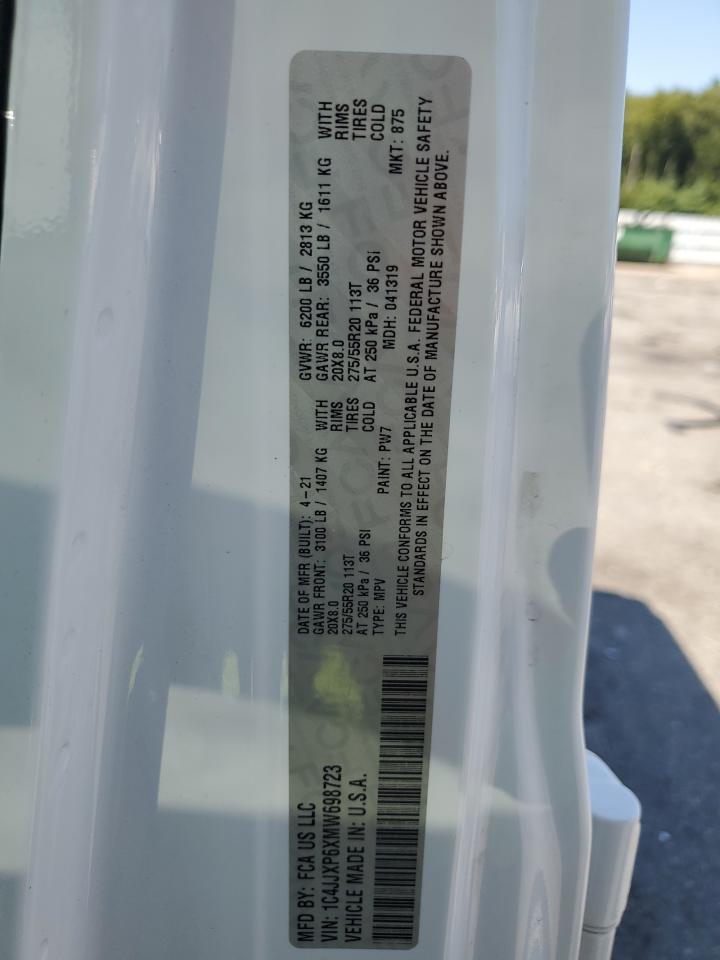 MFD BY: FCA US LLC
VIN: 1C4JJXP6XMW698723
VEHICLE MADE IN: U.S.A.
DATE OF MFR (BUILT): 4-21
GVWR: 6200 LB / 2813 KG
GAWR FRONT: 3100 LB / 1407 KG WITH
GAWR REAR: 3550 LB / 1611 KG WITH
20X8.0 RIMS
20X8.0 RIMS
275/55R20 113T TIRES
275/55R20 113T TIRES
AT 250 kPa / 36 PSI COLD
AT 250 kPa / 36 PSI COLD
TYPE: MPV PAINT: PW7 MDH: 041319 MKT: 875
THIS VEHICLE CONFORMS TO ALL APPLICABLE U.S.A. FEDERAL MOTOR VEHICLE SAFETY
STANDARDS IN EFFECT ON THE DATE OF MANUFACTURE SHOWN ABOVE.